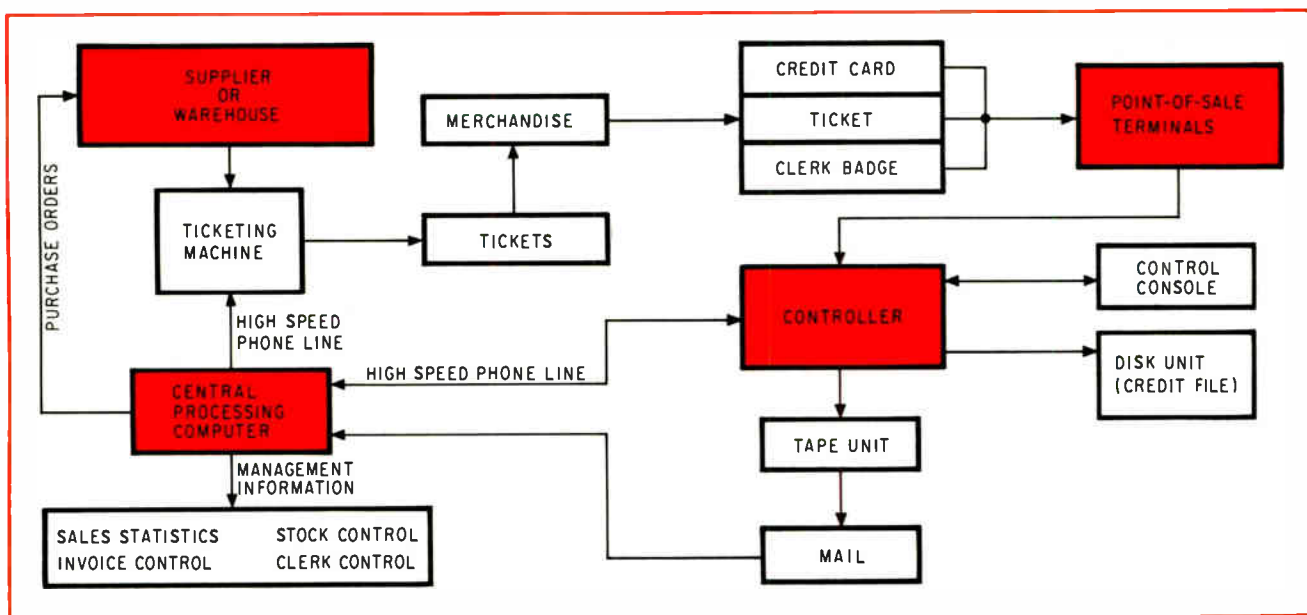 SUPPLIER
OR
WAREHOUSE
PURCHASE ORDERS
TICKETING
MACHINE
TICKETS
MERCHANDISE
CREDIT CARD
TICKET
CLERK BADGE
POINT-OF-SALE
TERMINALS
CONTROLLER
CONTROL
CONSOLE
DISK UNIT
(CREDIT FILE)
TAPE UNIT
MAIL
HIGH SPEED
PHONE LINE
HIGH SPEED PHONE LINE
CENTRAL
PROCESSING
COMPUTER
MANAGEMENT
INFORMATION
SALES STATISTICS STOCK CONTROL
INVOICE CONTROL CLERK CONTROL